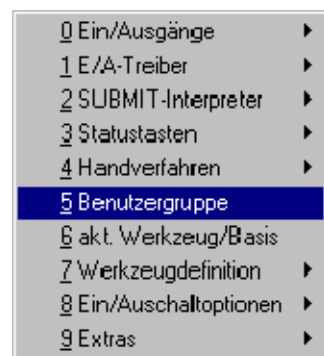 0 Ein/Ausgänge
1 E/A-Treiber
2 SUBMIT-Interpreter
3 Statustasten
4 Handverfahren
5 Benutzergruppe
6 akt. Werkzeug/Basis
7 Werkzeugdefinition
8 Ein/Auschaltoptionen
9 Extras